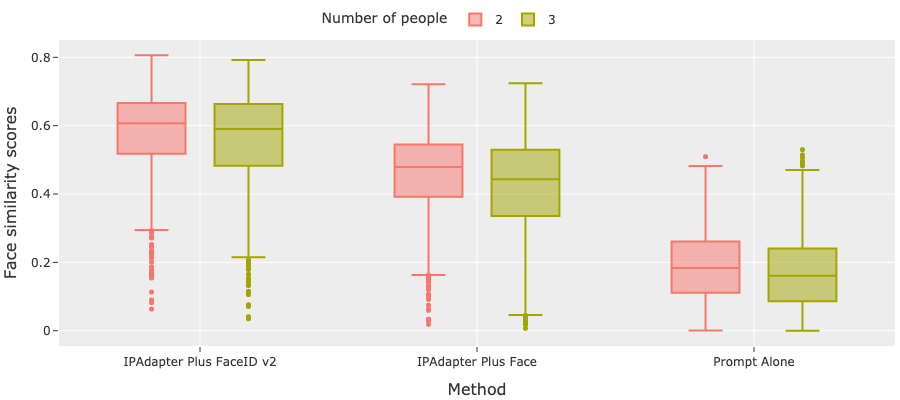 Number of people 2 3
Face similarity scores
0.8
0.6
0.4
0.2
0
IPAdapter Plus FaceID v2 IPAdapter Plus Face Prompt Alone
Method